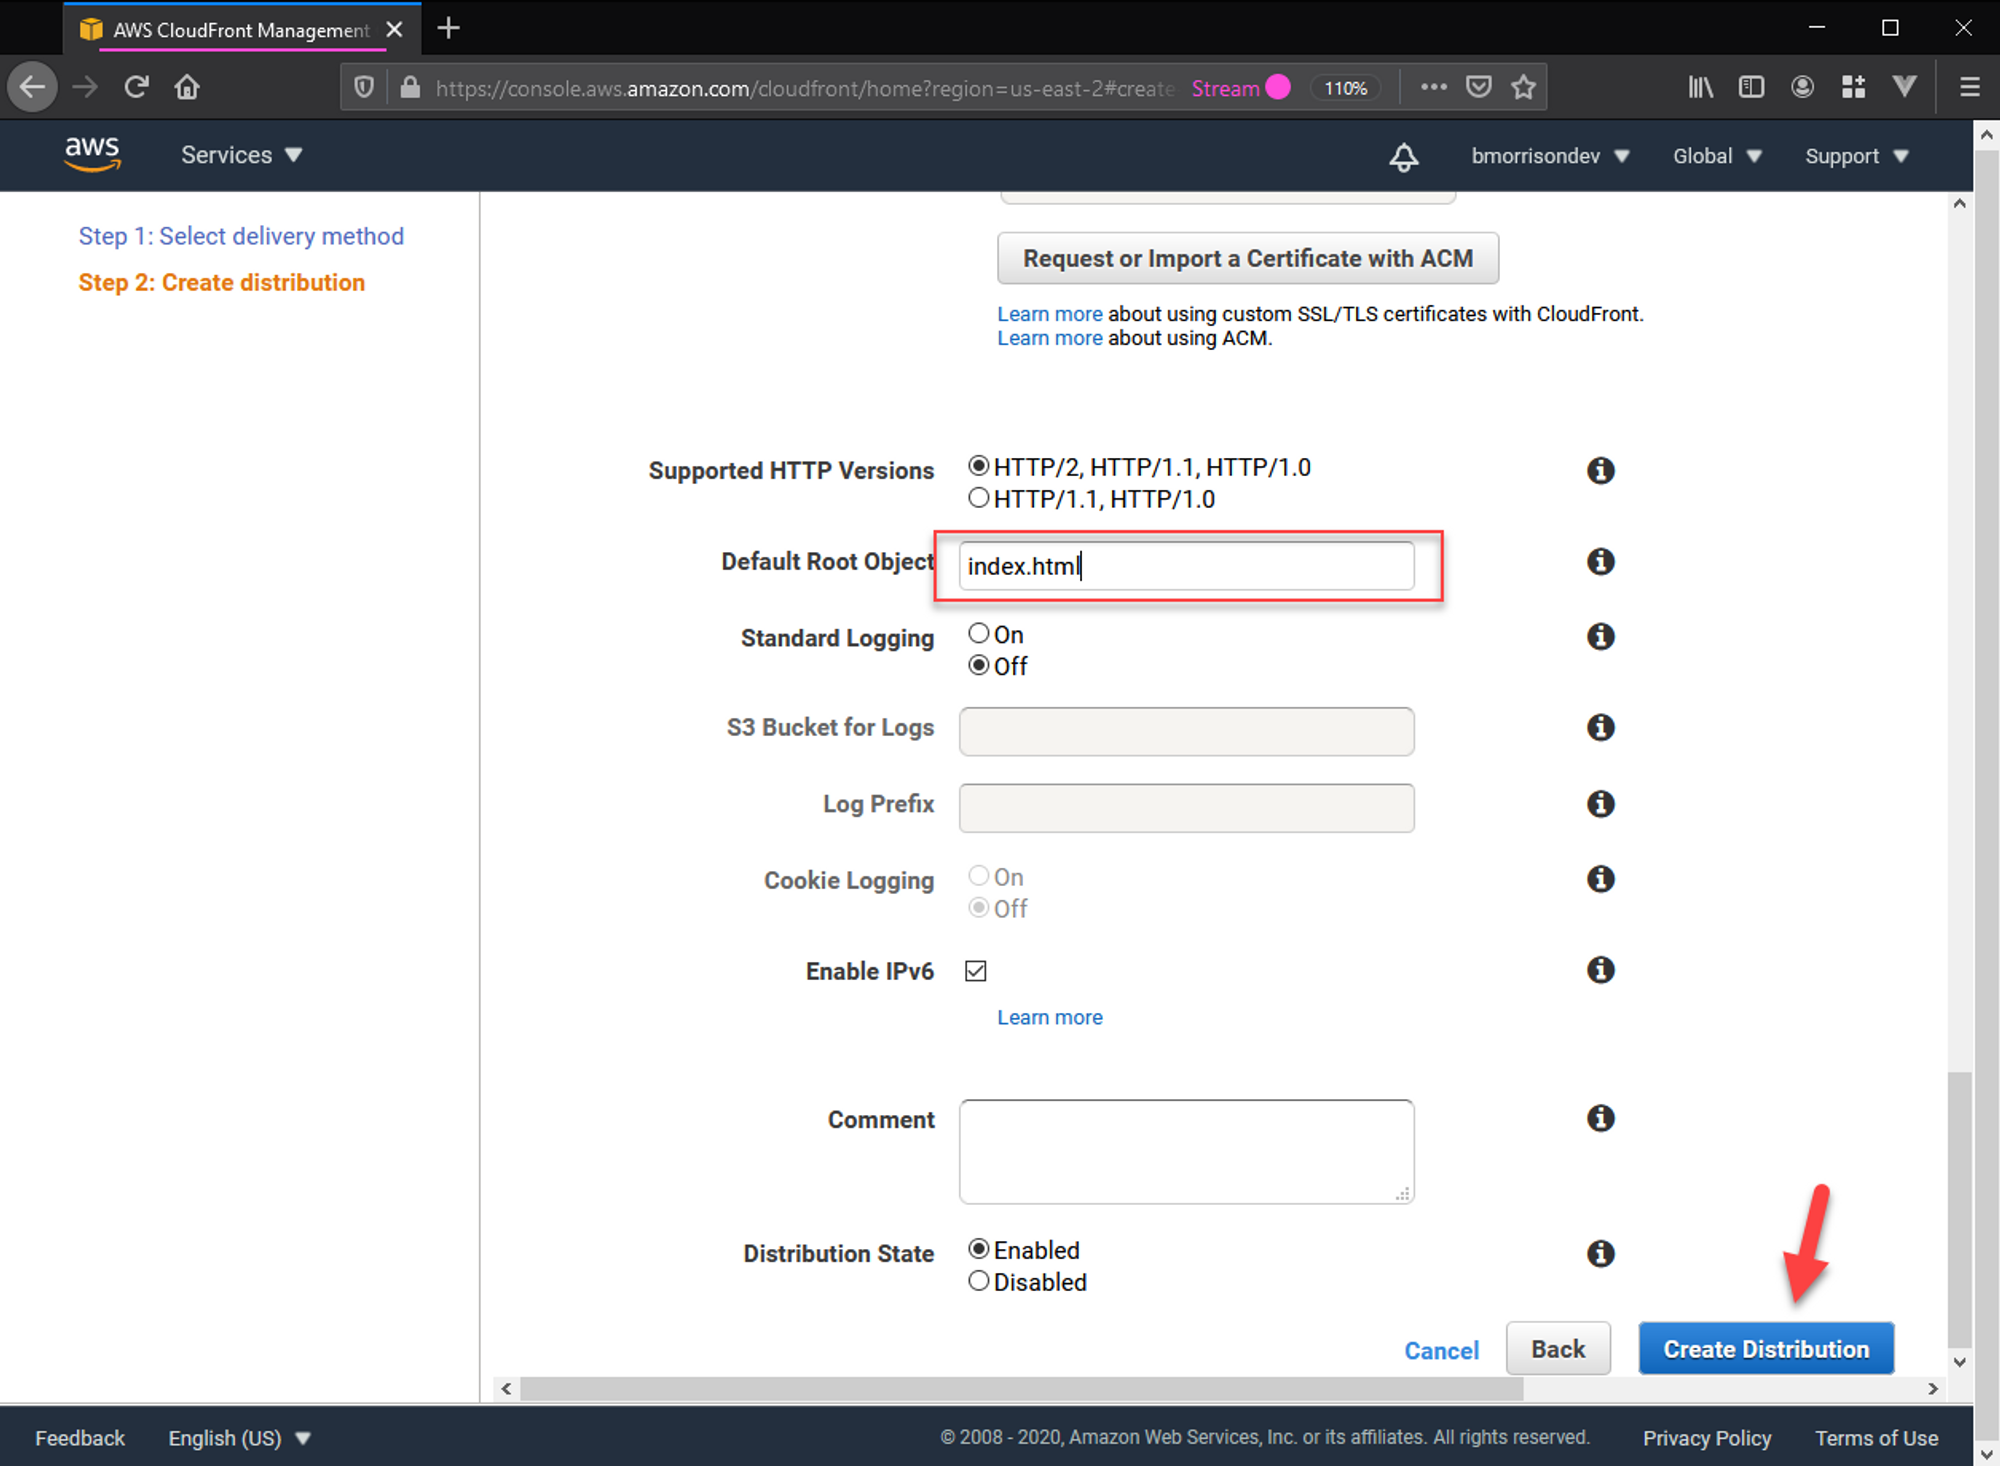 AWS CloudFront Management
https://console.aws.amazon.com/cloudfront/home?region=us-east-2#create Stream 110%
aws Services bmorrisondev Global Support
Step 1: Select delivery method
Step 2: Create distribution
Request or Import a Certificate with ACM
Learn more about using custom SSL/TLS certificates with CloudFront.
Learn more about using ACM.
Supported HTTP Versions HTTP/2, HTTP/1.1, HTTP/1.0
HTTP/1.1, HTTP/1.0
Default Root Object index.html
Standard Logging On
Off
S3 Bucket for Logs
Log Prefix
Cookie Logging On
Off
Enable IPv6
Learn more
Comment
Distribution State Enabled
Disabled
Cancel Back Create Distribution
Feedback English (US) © 2008 - 2020, Amazon Web Services, Inc. or its affiliates. All rights reserved. Privacy Policy Terms of Use